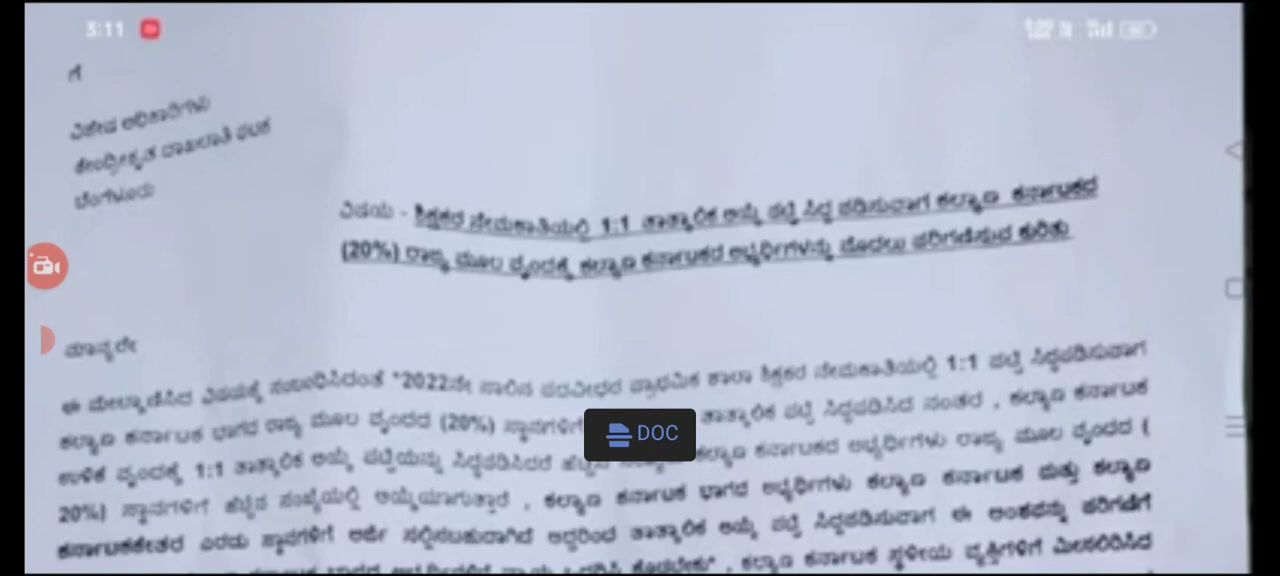 3:11
ಗೆ
ವಿಶೇಷ ಅಧಿಕಾರಿಗಳು
ಕೇಂದ್ರೀಕೃತ ದಾಖಲಾತಿ ಘಟಕ
ಬೆಂಗಳೂರು
ವಿಷಯ - ಶಿಕ್ಷಕರ ನೇಮಕಾತಿಯಲ್ಲಿ 1:1 ತಾತ್ಕಾಲಿಕ ಆಯ್ಕೆ ಪಟ್ಟಿ ಸಿದ್ಧ ಪಡಿಸುವಾಗ ಕಲ್ಯಾಣ ಕರ್ನಾಟಕದ
(20%) ರಾಜ್ಯ ಮೂಲ ವೃಂದಕ್ಕೆ ಕಲ್ಯಾಣ ಕರ್ನಾಟಕದ ಅಭ್ಯರ್ಥಿಗಳನ್ನು ಮೊದಲು ಪರಿಗಣಿಸುವ ಕುರಿತು
ಮಾನ್ಯರೇ
ಈ ಮೇಲ್ಕಾಣಿಸಿದ ವಿಷಯಕ್ಕೆ ಸಂಬಂಧಿಸಿದಂತೆ "2022ನೇ ಸಾಲಿನ ಪದವೀಧರ ಪ್ರಾಥಮಿಕ ಶಾಲಾ ಶಿಕ್ಷಕರ ನೇಮಕಾತಿಯಲ್ಲಿ 1:1 ಪಟ್ಟಿ ಸಿದ್ಧಪಡಿಸುವಾಗ
ಕಲ್ಯಾಣ ಕರ್ನಾಟಕ ಭಾಗದ ರಾಜ್ಯ ಮೂಲ ವೃಂದದ (20%) ಸ್ಥಾನಗಳಿಗೆ ತಾತ್ಕಾಲಿಕ ಪಟ್ಟಿ ಸಿದ್ಧಪಡಿಸಿದ ನಂತರ , ಕಲ್ಯಾಣ ಕರ್ನಾಟಕ
DOC
ಉಳಿಕೆ ವೃಂದಕ್ಕೆ 1:1 ತಾತ್ಕಾಲಿಕ ಆಯ್ಕೆ ಪಟ್ಟಿಯನ್ನು ಸಿದ್ಧಪಡಿಸಿದರೆ ಹೆಚ್ಚಿನ ಕಲ್ಯಾಣ ಕರ್ನಾಟಕದ ಅಭ್ಯರ್ಥಿಗಳು ರಾಜ್ಯ ಮೂಲ ವೃಂದದ (
20%) ಸ್ಥಾನಗಳಿಗೆ ಹೆಚ್ಚಿನ ಸಂಖ್ಯೆಯಲ್ಲಿ ಆಯ್ಕೆಯಾಗುತ್ತಾರೆ , ಕಲ್ಯಾಣ ಕರ್ನಾಟಕ ಭಾಗದ ಅಭ್ಯರ್ಥಿಗಳು ಕಲ್ಯಾಣ ಕರ್ನಾಟಕ ಮತ್ತು ಕಲ್ಯಾಣ
ಕರ್ನಾಟಕಕೇತರ ಎರಡು ಸ್ಥಾನಗಳಿಗೆ ಅರ್ಜಿ ಸಲ್ಲಿಸಬಹುದಾಗಿದೆ ಆದ್ದರಿಂದ ತಾತ್ಕಾಲಿಕ ಆಯ್ಕೆ ಪಟ್ಟಿ ಸಿದ್ಧಪಡಿಸುವಾಗ ಈ ಅಂಶವನ್ನು ಪರಿಗಣಿಗೆ
ಕಲ್ಯಾಣ ಕರ್ನಾಟಕ ಸ್ಥಳೀಯ ವ್ಯಕ್ತಿಗಳಿಗೆ ಮೀಸಲಿರಿಸಿದ